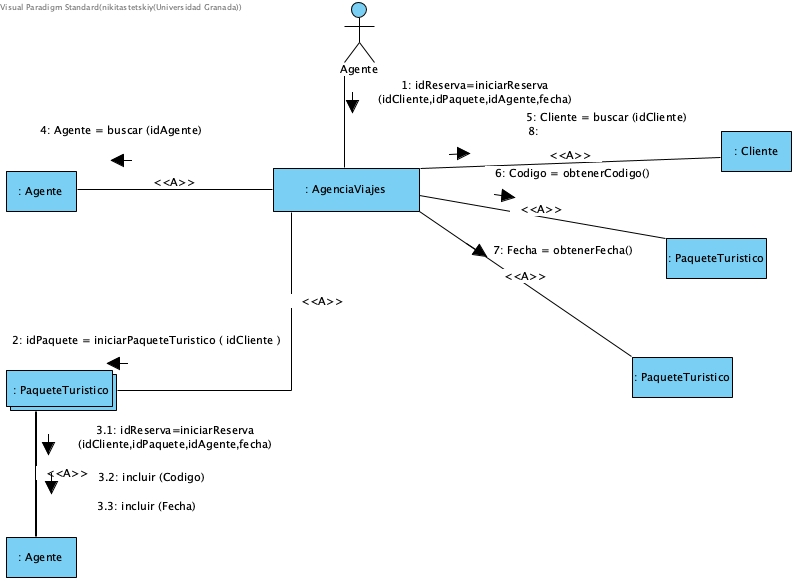 Visual Paradigm Standard(nikitastetskiy(Universidad Granada))
Agente
1: idReserva=iniciarReserva
(idCliente,idPaquete,idAgente,fecha)
4: Agente = buscar (idAgente)
5: Cliente = buscar (idCliente)
8:
<<A>>
: Cliente
6: Codigo = obtenerCodigo()
: Agente
<<A>>
: AgenciaViajes
<<A>>
7: Fecha = obtenerFecha()
: PaqueteTuristico
<<A>>
<<A>>
2: idPaquete = iniciarPaqueteTuristico ( idCliente )
: PaqueteTuristico
: PaqueteTuristico
3.1: idReserva=iniciarReserva
(idCliente,idPaquete,idAgente,fecha)
<<A>>
3.2: incluir (Codigo)
3.3: incluir (Fecha)
: Agente